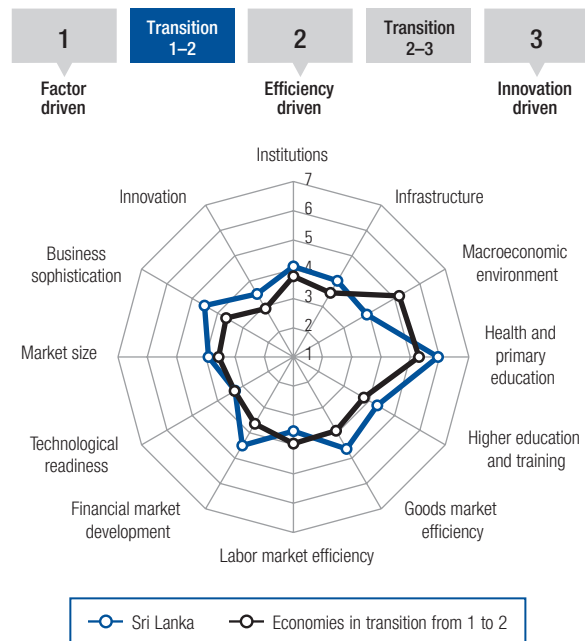 1
Transition
1–2
2
Transition
2–3
3
Factor
driven
Efficiency
driven
Innovation
driven
Institutions
Infrastructure
Macroeconomic
environment
Health and
primary
education
Higher education
and training
Goods market
efficiency
Labor market efficiency
Financial market
development
Technological
readiness
Market size
Business
sophistication
Innovation
7
6
5
4
3
2
1
Sri Lanka
Economies in transition from 1 to 2